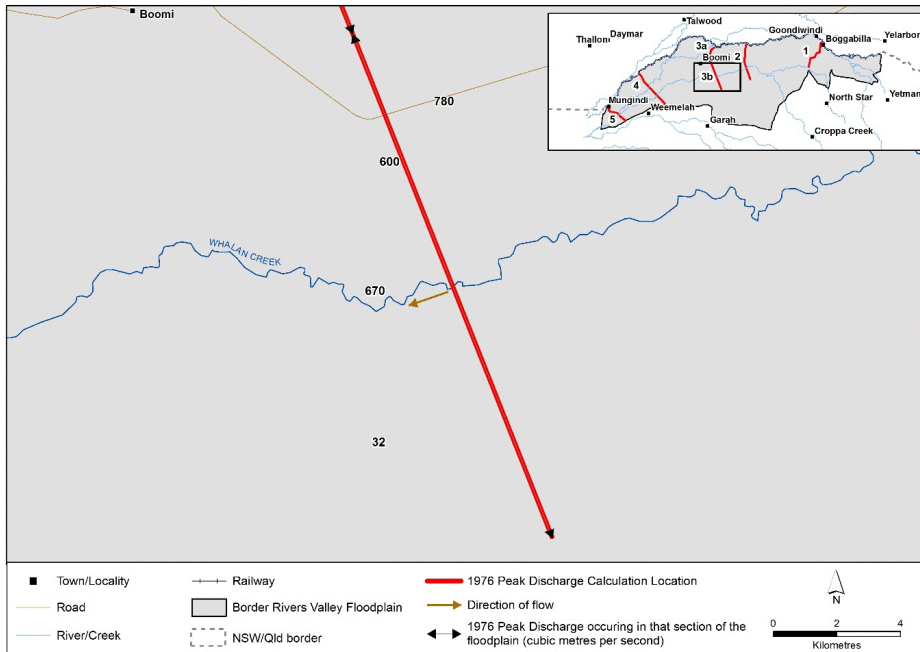 Boomi
780
600
WHALAN CREEK
670
32
Talwood
Goondiwindi
Boggabilla
Daymar
Thallon
Yelarbon
3a
1
Boomi
2
3b
4
Mungindi
Weemelah
North Star
Yetman
5
Garah
Croppa Creek
Town/Locality
Road
River/Creek
Railway
Border Rivers Valley Floodplain
NSW/Qld border
1976 Peak Discharge Calculation Location
Direction of flow
1976 Peak Discharge occuring in that section of the
floodplain (cubic metres per second)
N
0 2 4
Kilometres